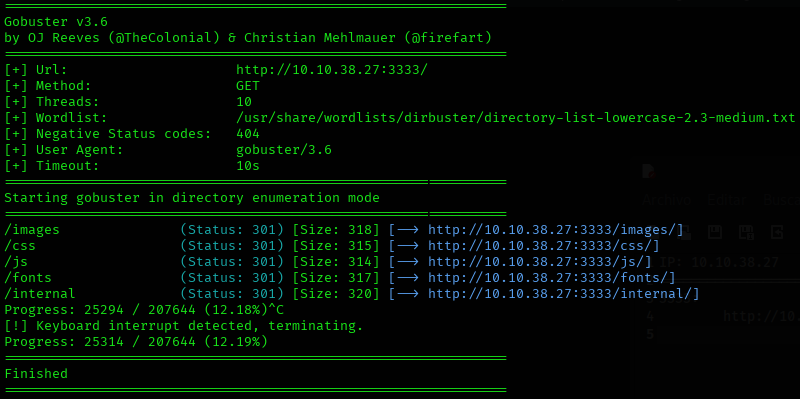 Gobuster v3.6
by OJ Reeves (@TheColonial) & Christian Mehlmauer (@firefart)
[+] Url: http://10.10.38.27:3333/
[+] Method: GET
[+] Threads: 10
[+] Wordlist: /usr/share/wordlists/dirbuster/directory-list-lowercase-2.3-medium.txt
[+] Negative Status codes: 404
[+] User Agent: gobuster/3.6
[+] Timeout: 10s
Starting gobuster in directory enumeration mode
/images (Status: 301) [Size: 318] [--> http://10.10.38.27:3333/images/]
/css (Status: 301) [Size: 315] [--> http://10.10.38.27:3333/css/]
/js (Status: 301) [Size: 314] [--> http://10.10.38.27:3333/js/]
/fonts (Status: 301) [Size: 317] [--> http://10.10.38.27:3333/fonts/]
/internal (Status: 301) [Size: 320] [--> http://10.10.38.27:3333/internal/]
Progress: 25294 / 207644 (12.18%)^C
[!] Keyboard interrupt detected, terminating.
Progress: 25314 / 207644 (12.19%)
Finished
IP: 10.10.38.27
4 http://10.
5